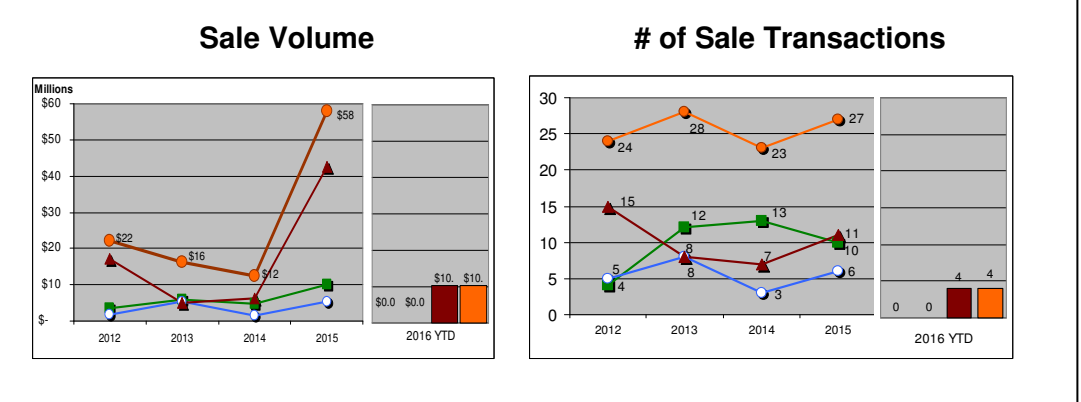 Sale Volume
# of Sale Transactions
Millions
$60
$50
$40
$30
$20
$10
$-
$22
$16
$12
$58
$0.0 $0.0 $10. $10.
2012 2013 2014 2015
2016 YTD
30
25
20
15
10
5
0
24 28 23 27
15 8 7 11
4 12 13 10
5 8 3 6
0 0 4 4
2012 2013 2014 2015
2016 YTD